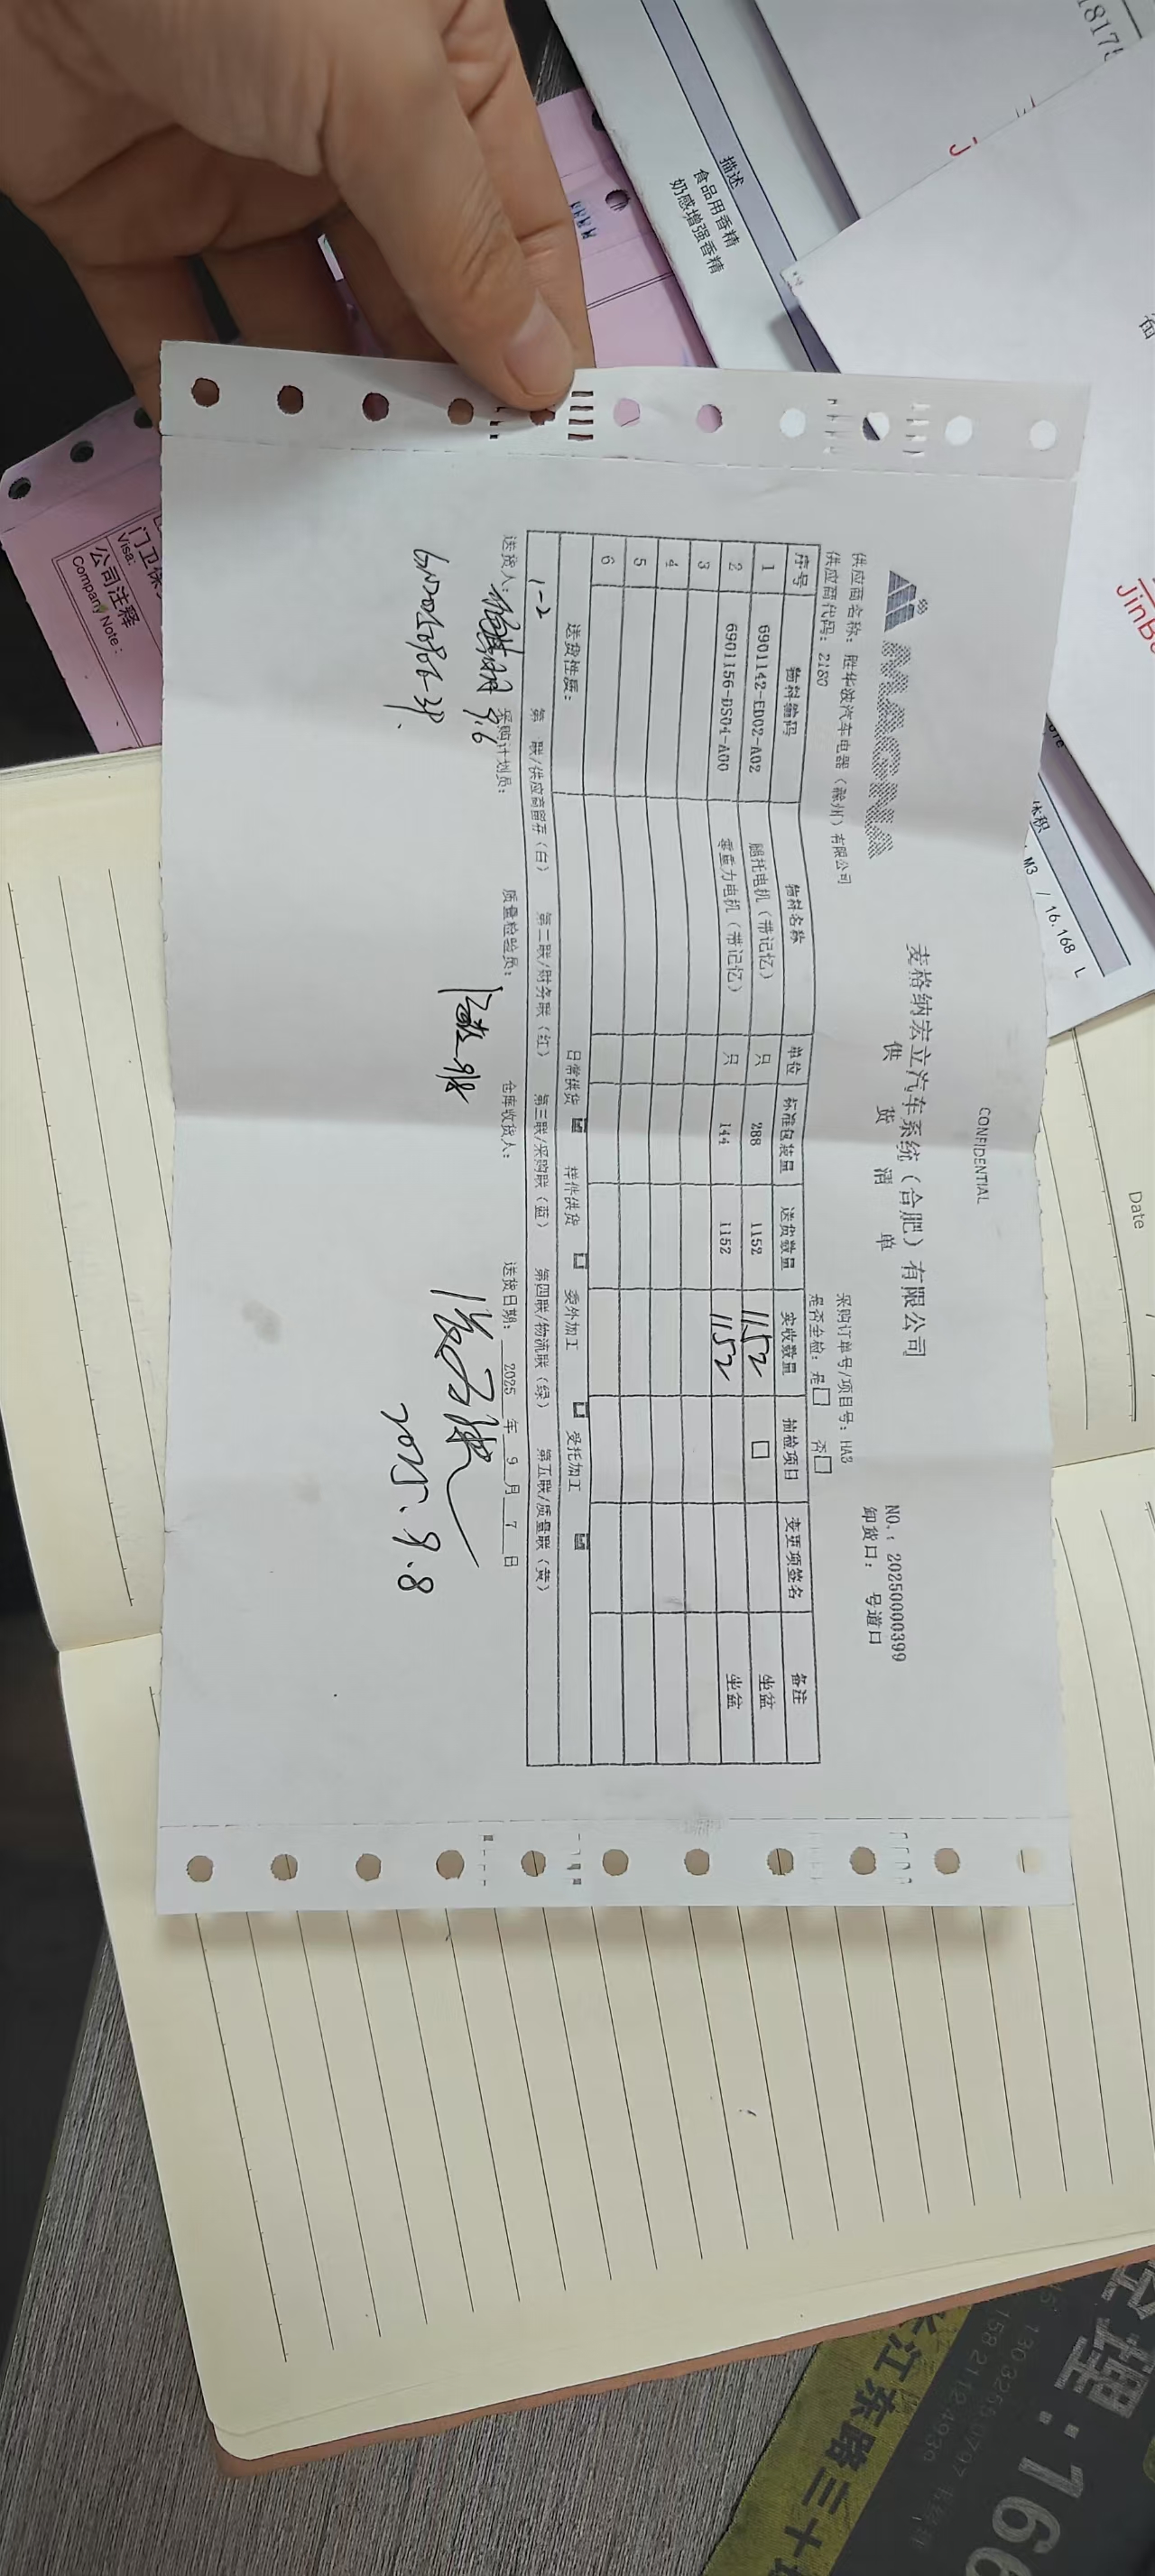 CONFIDENTIAL
MAGNA
麦格纳宏立汽车系统（合肥）有限公司
供 货 清 单
NO.: 20250000399
卸货口： 号道口
供应商名称: 胜华波汽车电器（滁州）有限公司
采购订单号/项目号: HA3
供应商代码: 2180
是否全检: 是□ 否□
序号 物料编码 物料名称 单位 标准包装量 送货数量 实收数量 抽检项目 变更项签名 备注
1 6901142-ED02-A02 腿托电机（带记忆） 只 288 1152 1152 □ 坐盆
2 6901156-DS04-A00 零重力电机（带记忆） 只 144 1152 1152 坐盆
3
4
5
6
送货性质: 日常供货 样件供货 □ 委外加工 □ 受托加工
1-2
第 联/供应商留存（白） 第二联/财务联（红） 第三联/采购联（蓝） 第四联/物流联（绿） 第五联/质量联（黄）
送货人: 9.6 采购计划员: 质量检验员: 仓库收货人: 送货日期: 2025 年 9 月 7 日
2025.9.8
描述
食品用香精
奶感增强香精
公司注释
Company Note :
Visa:
M3 / 16.168 L
Date
长江东路三十